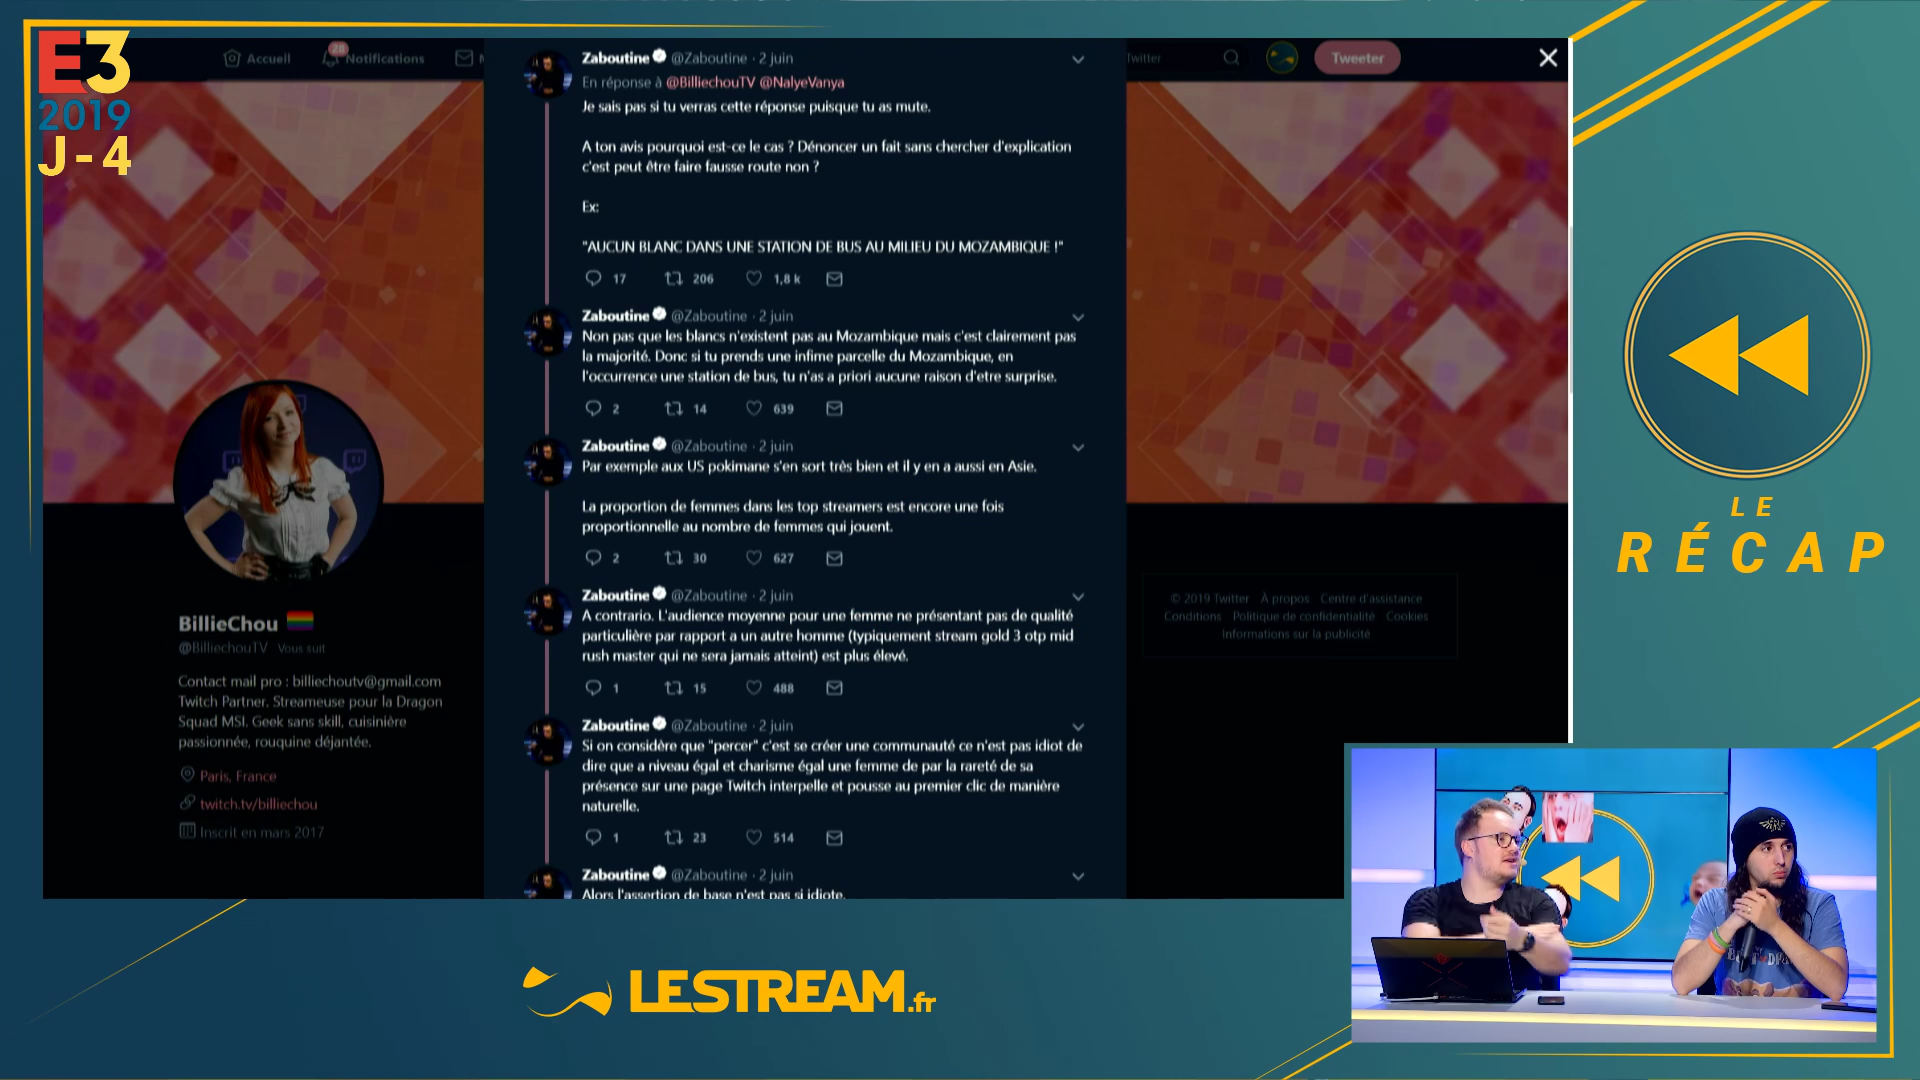 E3
2019
J-4
Accueil
28
Notifications
Twitter
Tweeter
Zaboutine @Zaboutine · 2 juin
En réponse à @BilliechouTV @NalyeVanya
Je sais pas si tu verras cette réponse puisque tu as mute.
A ton avis pourquoi est-ce le cas ? Dénoncer un fait sans chercher d'explication
c'est peut être faire fausse route non ?
Ex:
"AUCUN BLANC DANS UNE STATION DE BUS AU MILIEU DU MOZAMBIQUE !"
17 206 1,8 k
Zaboutine @Zaboutine · 2 juin
Non pas que les blancs n'existent pas au Mozambique mais c'est clairement pas
la majorité. Donc si tu prends une infime parcelle du Mozambique, en
l'occurrence une station de bus, tu n'as a priori aucune raison d'etre surprise.
2 14 639
Zaboutine @Zaboutine · 2 juin
Par exemple aux US pokimane s'en sort très bien et il y en a aussi en Asie.
La proportion de femmes dans les top streamers est encore une fois
proportionnelle au nombre de femmes qui jouent.
2 30 627
Zaboutine @Zaboutine · 2 juin
A contrario. L'audience moyenne pour une femme ne présentant pas de qualité
particulière par rapport a un autre homme (typiquement stream gold 3 otp mid
rush master qui ne sera jamais atteint) est plus élevé.
1 15 488
Zaboutine @Zaboutine · 2 juin
Si on considère que "percer" c'est se créer une communauté ce n'est pas idiot de
dire que a niveau égal et charisme égal une femme de par la rareté de sa
présence sur une page Twitch interpelle et pousse au premier clic de manière
naturelle.
1 23 514
Zaboutine @Zaboutine · 2 juin
Alors l'assertion de base n'est pas si idiote.
BillieChou
@BilliechouTV Vous suit
Contact mail pro : billiechoutv@gmail.com
Twitch Partner. Streameuse pour la Dragon
Squad MSI. Geek sans skill, cuisinière
passionnée, rouquine déjantée.
Paris, France
twitch.tv/billiechou
Inscrit en mars 2017
© 2019 Twitter À propos Centre d'assistance
Conditions Politique de confidentialité Cookies
Informations sur la publicité
LE
RÉCAP
LESTREAM.fr